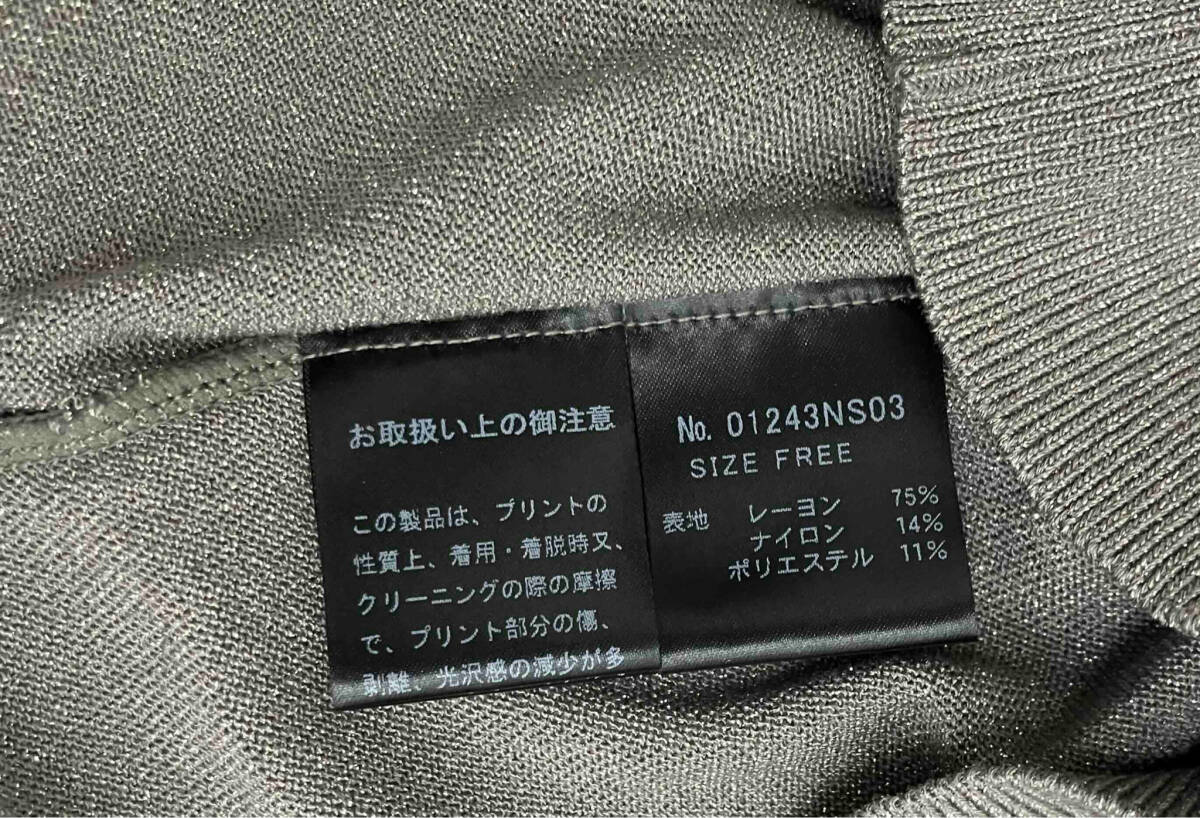 お取扱い上の御注意
この製品は、プリントの
性質上、着用・着脱時又、
クリーニングの際の摩擦
で、プリント部分の傷、
剥離、光沢感の減少が多
No. 01243NS03
SIZE FREE
表地 レーヨン 75%
ナイロン 14%
ポリエステル 11%